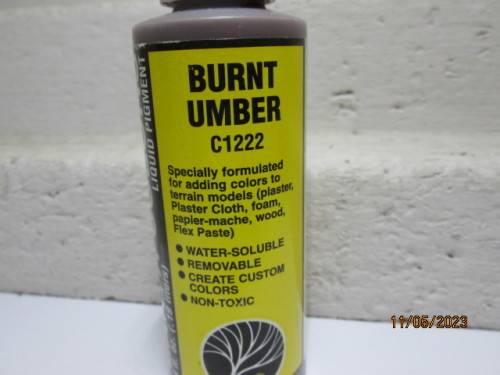 BURNT
UMBER
C1222
Specially formulated
for adding colors to
terrain models (plaster,
Plaster Cloth, foam,
papier-mache, wood,
Flex Paste)
• WATER-SOLUBLE
• REMOVABLE
• CREATE CUSTOM
COLORS
• NON-TOXIC
LIQUID PIGMENT
11/05/2023